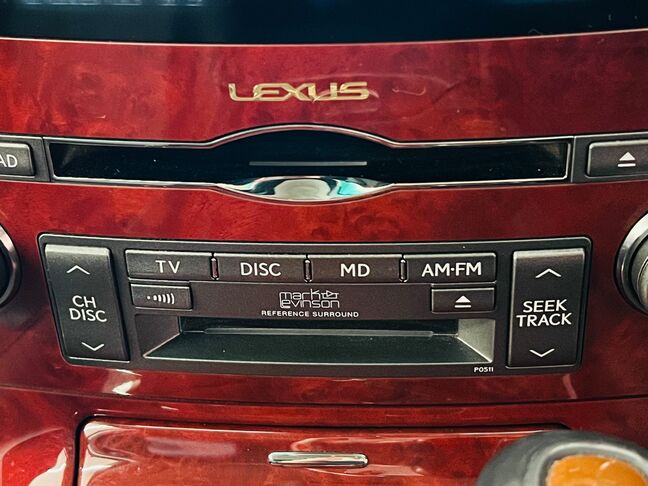 LEXUS
AD
TV
DISC
MD
AM·FM
CH
DISC
mark
Levinson
REFERENCE SURROUND
SEEK
TRACK
P0511